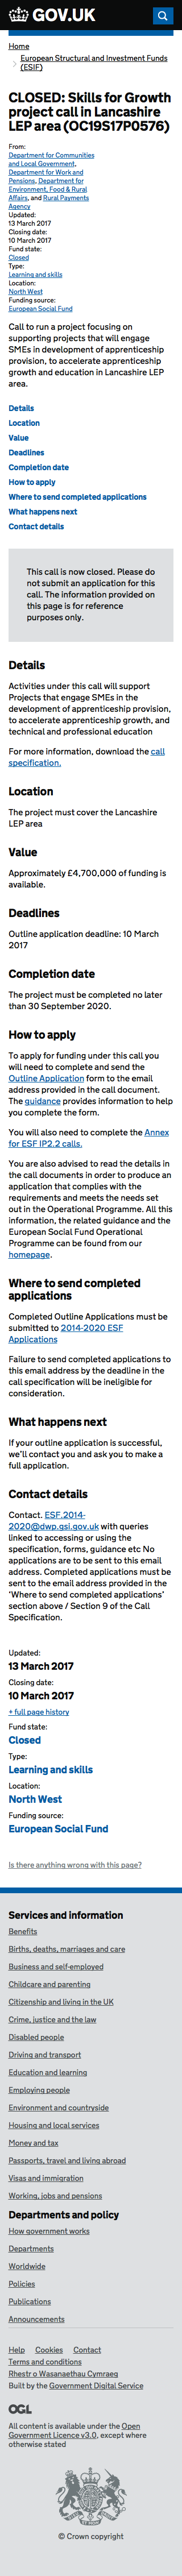 GOV.UK
Home
European Structural and Investment Funds
(ESIF)
CLOSED: Skills for Growth
project call in Lancashire
LEP area (OC19S17P0576)
From:
Department for Communities
and Local Government,
Department for Work and
Pensions, Department for
Environment, Food & Rural
Affairs, and Rural Payments
Agency
Updated:
13 March 2017
Closing date:
10 March 2017
Fund state:
Closed
Type:
Learning and skills
Location:
North West
Funding source:
European Social Fund
Call to run a project focusing on
supporting projects that will engage
SMEs in development of apprenticeship
provision, to accelerate apprenticeship
growth and education in Lancashire LEP
area.
Details
Location
Value
Deadlines
Completion date
How to apply
Where to send completed applications
What happens next
Contact details
This call is now closed. Please do
not submit an application for this
call. The information provided on
this page is for reference
purposes only.
Details
Activities under this call will support
Projects that engage SMEs in the
development of apprenticeship provision,
to accelerate apprenticeship growth, and
technical and professional education
For more information, download the call
specification.
Location
The project must cover the Lancashire
LEP area
Value
Approximately £4,700,000 of funding is
available.
Deadlines
Outline application deadline: 10 March
2017
Completion date
The project must be completed no later
than 30 September 2020.
How to apply
To apply for funding under this call you
will need to complete and send the
Outline Application form to the email
address provided in the call document.
The guidance provides information to help
you complete the form.
You will also need to complete the Annex
for ESF IP2.2 calls.
You are also advised to read the details in
the call documents in order to produce an
application that complies with the
requirements and meets the needs set
out in the Operational Programme. All this
information, the related guidance and the
European Social Fund Operational
Programme can be found from our
homepage.
Where to send completed
applications
Completed Outline Applications must be
submitted to 2014-2020 ESF
Applications
Failure to send completed applications to
this email address by the deadline in the
call specification will be ineligible for
consideration.
What happens next
If your outline application is successful,
we'll contact you and ask you to make a
full application.
Contact details
Contact. ESF.2014-
2020@dwp.gsi.gov.uk with queries
linked to accessing or using the
specification, forms, guidance etc No
applications are to be sent to this email
address. Completed applications must be
sent to the email address provided in the
'Where to send completed applications'
section above / Section 9 of the Call
Specification.
Updated:
13 March 2017
Closing date:
10 March 2017
+ full page history
Fund state:
Closed
Type:
Learning and skills
Location:
North West
Funding source:
European Social Fund
Is there anything wrong with this page?
Services and information
Benefits
Births, deaths, marriages and care
Business and self-employed
Childcare and parenting
Citizenship and living in the UK
Crime, justice and the law
Disabled people
Driving and transport
Education and learning
Employing people
Environment and countryside
Housing and local services
Money and tax
Passports, travel and living abroad
Visas and immigration
Working, jobs and pensions
Departments and policy
How government works
Departments
Worldwide
Policies
Publications
Announcements
Help Cookies Contact
Terms and conditions
Rhestr o Wasanaethau Cymraeg
Built by the Government Digital Service
OGL
All content is available under the Open
Government Licence v3.0, except where
otherwise stated
© Crown copyright